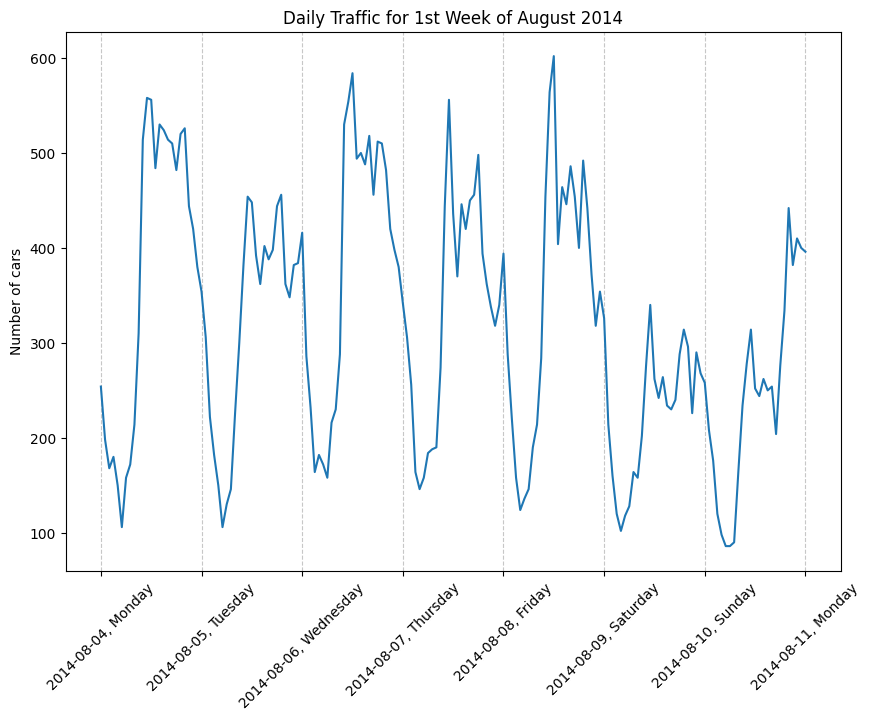 Daily Traffic for 1st Week of August 2014
Number of cars
600
500
400
300
200
100
2014-08-04, Monday
2014-08-05, Tuesday
2014-08-06, Wednesday
2014-08-07, Thursday
2014-08-08, Friday
2014-08-09, Saturday
2014-08-10, Sunday
2014-08-11, Monday